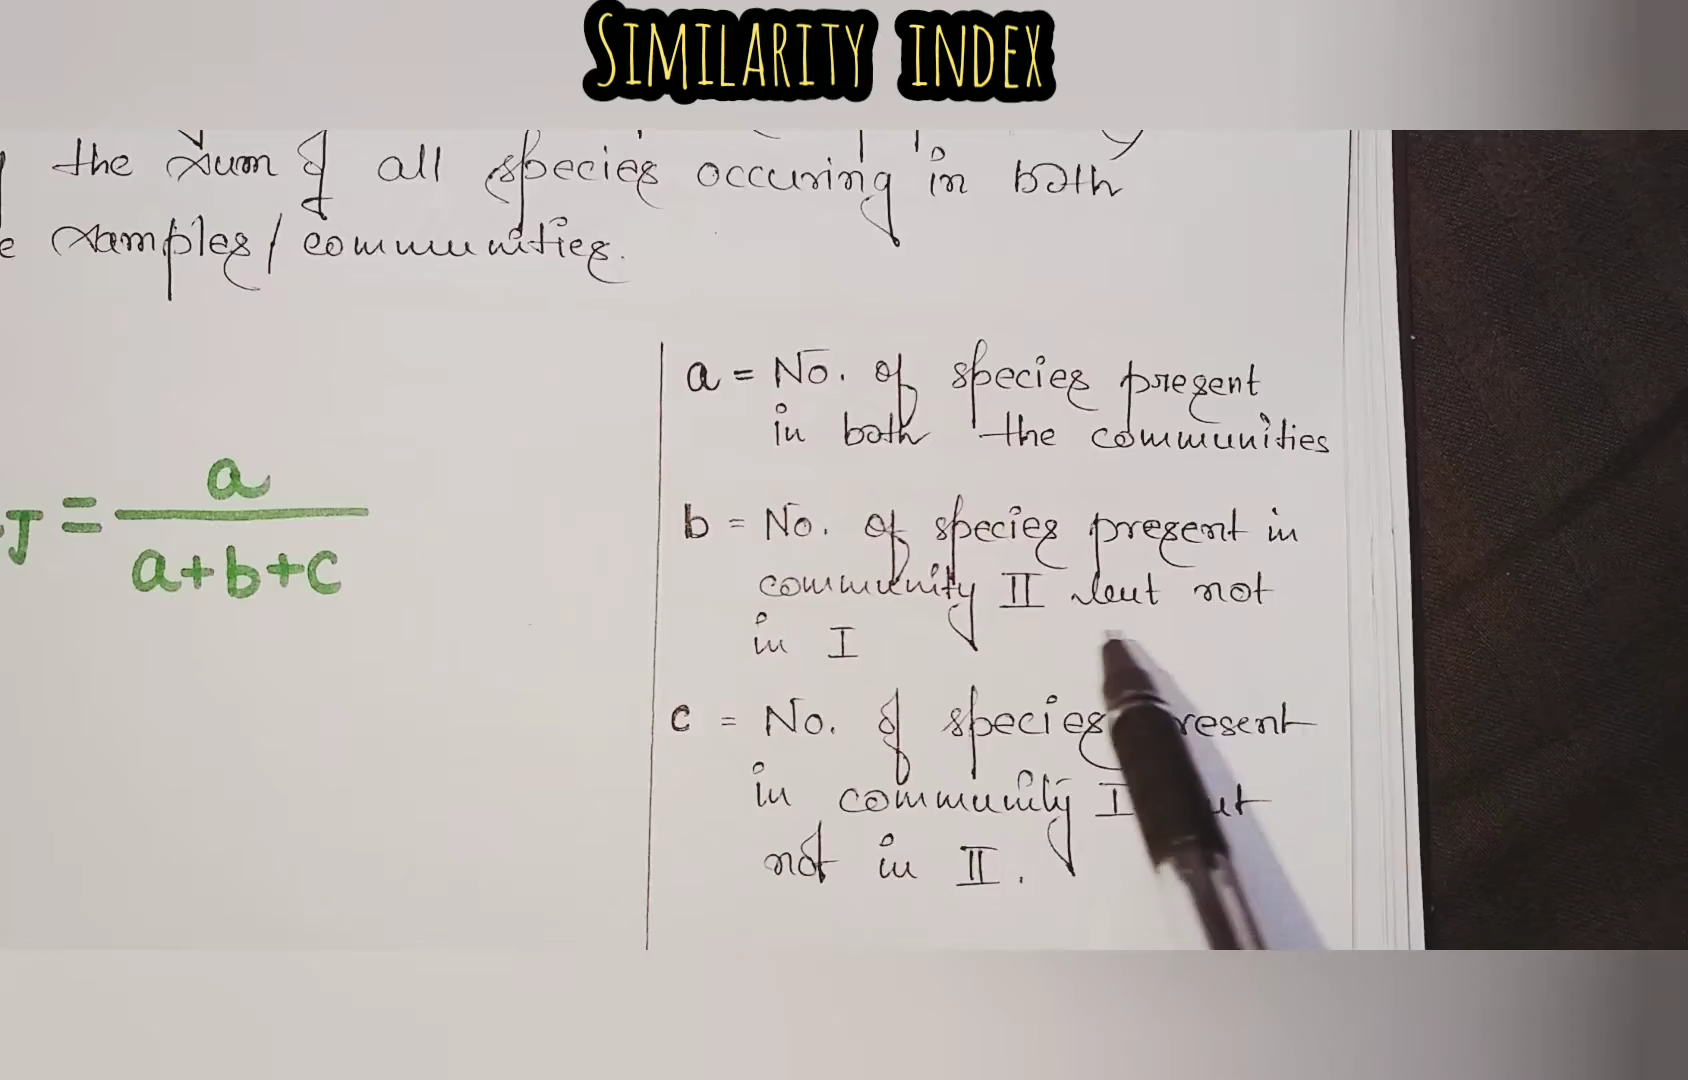 SIMILARITY INDEX
the sum of all species occuring in both
samples/communities.
a = No. of species present
in both the communities
J = a
a+b+c
b = No. of species present in
community II but not
in I
c = No. of species present
in community I but
not in II.